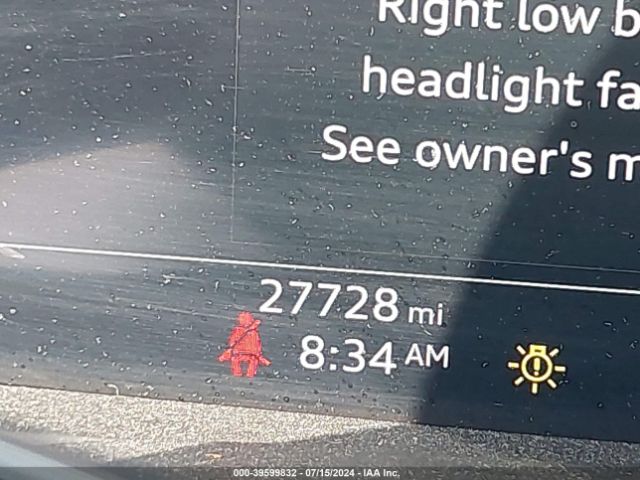 Right low b
headlight fa
See owner's m
27728 mi
8:34 AM
000-39599832 - 07/15/2024 - IAA Inc.